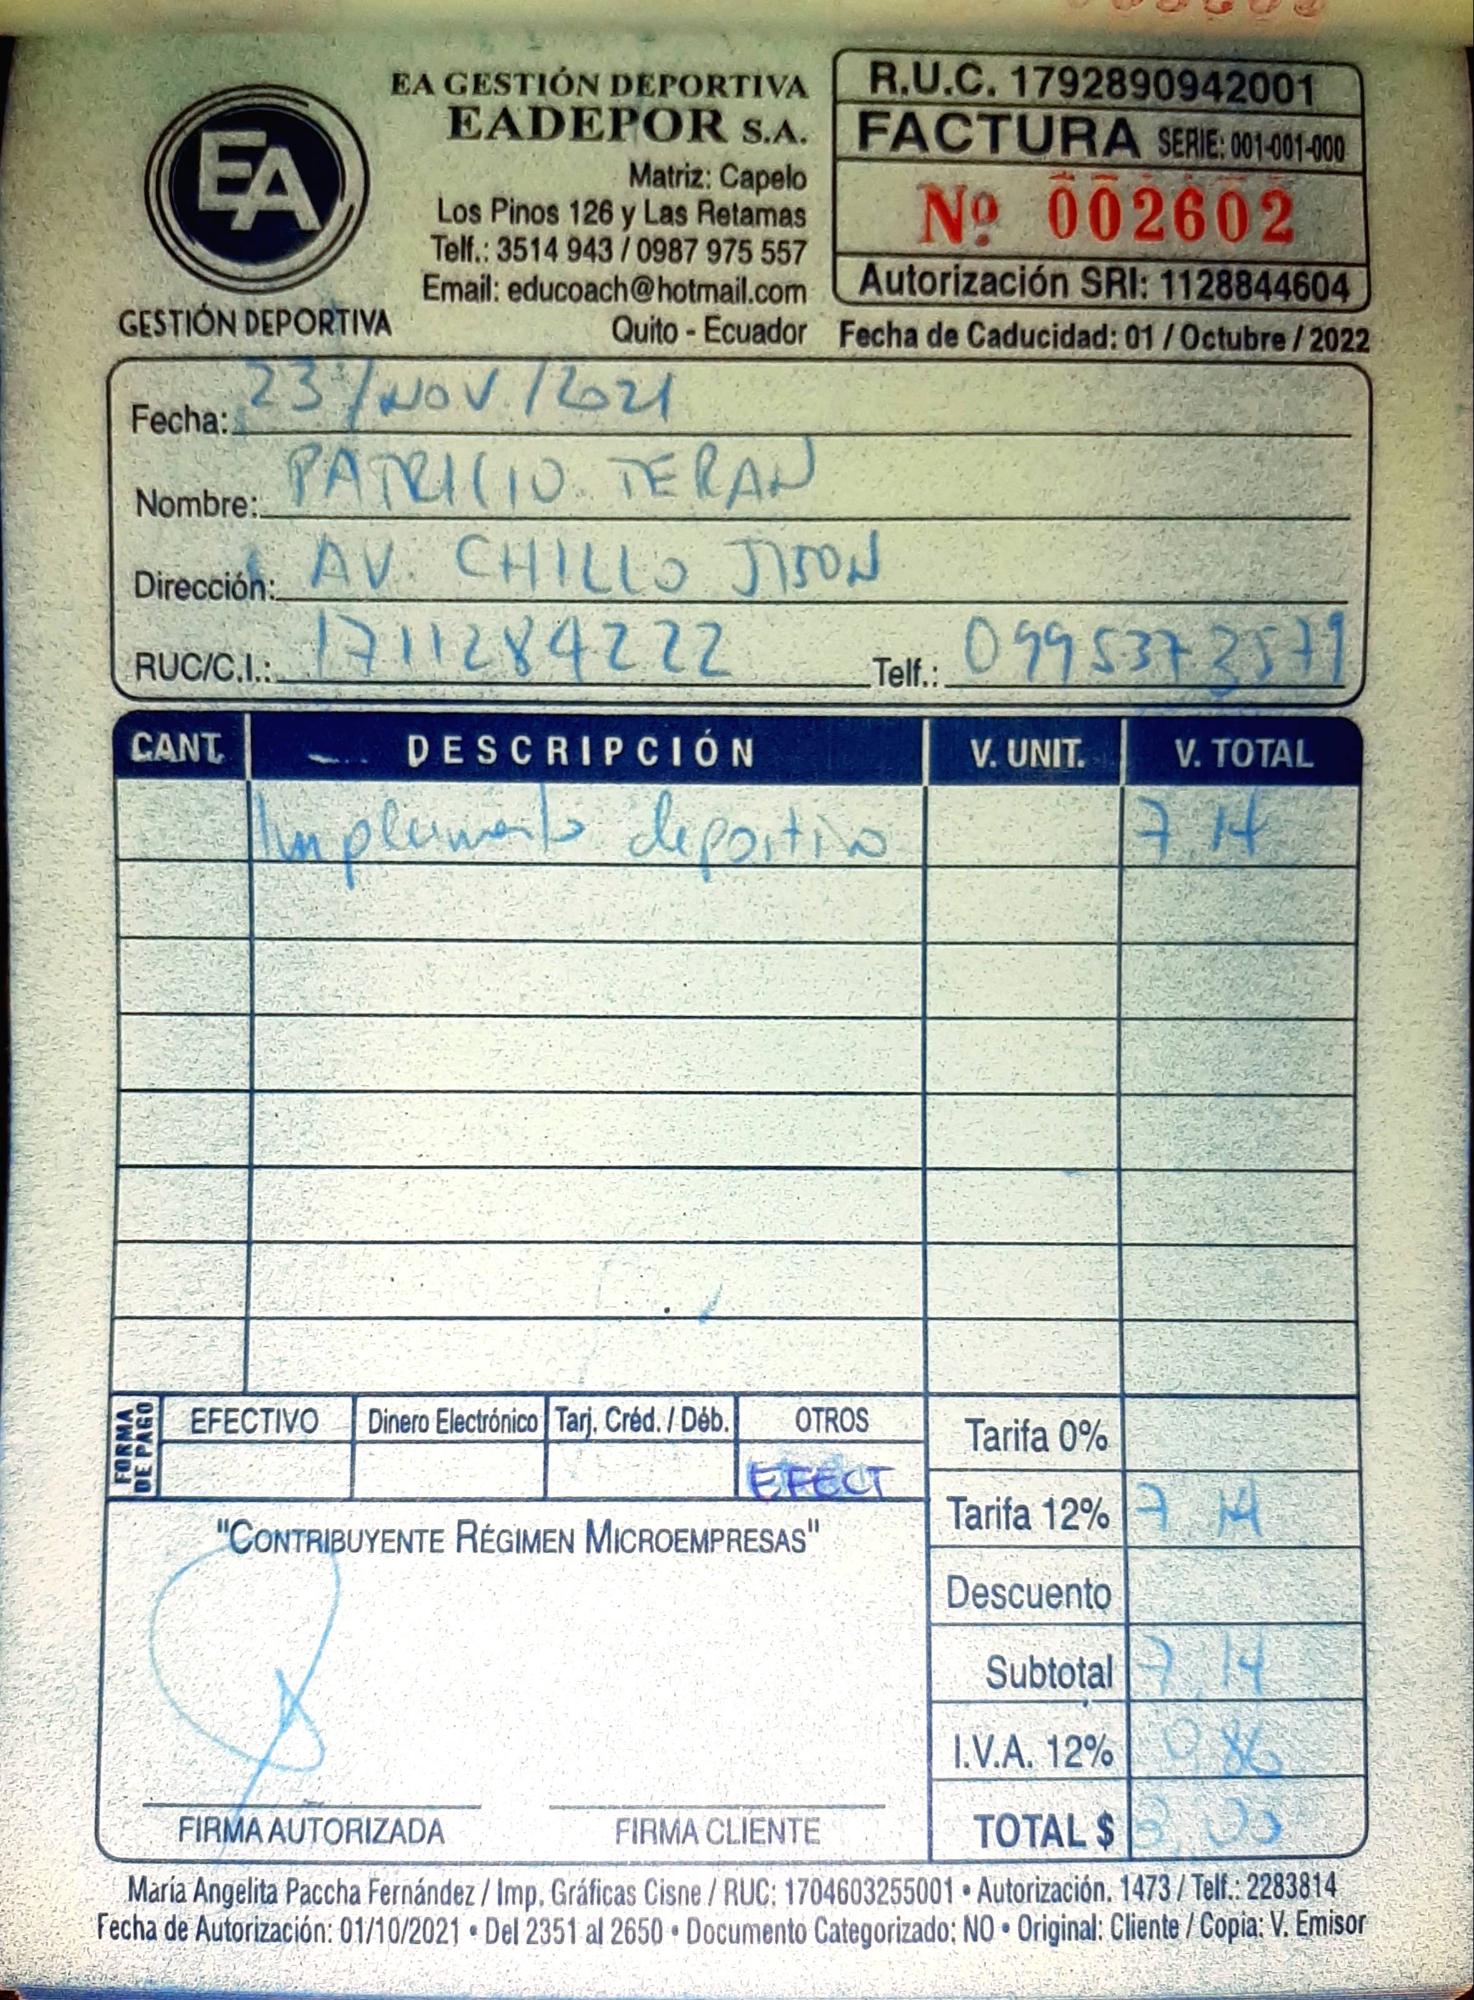 EA GESTIÓN DEPORTIVA
EADEPOR S.A.
Matriz: Capelo
Los Pinos 126 y Las Retamas
Telf.: 3514 943 / 0987 975 557
Email: educoach@hotmail.com
Quito - Ecuador
EA
GESTIÓN DEPORTIVA
R.U.C. 1792890942001
FACTURA SERIE: 001-001-000
Nº 002602
Autorización SRI: 1128844604
Fecha de Caducidad: 01 / Octubre / 2022
Fecha: 23/NOV./2021
Nombre: PATRICIO TERAN
Dirección: AV. CHILLO JIJON
RUC/C.I.: 1711284222 Telf.: 0995373579
CANT. DESCRIPCIÓN V. UNIT. V. TOTAL
Implemento deportivo 7.14
FORMA DE PAGO EFECTIVO Dinero Electrónico Tarj. Créd. / Déb. OTROS
EFECT
Tarifa 0%
Tarifa 12% 7.14
Descuento
Subtotal 7.14
I.V.A. 12% 0.86
TOTAL $ 8.00
"CONTRIBUYENTE RÉGIMEN MICROEMPRESAS"
FIRMA AUTORIZADA FIRMA CLIENTE
María Angelita Paccha Fernández / Imp. Gráficas Cisne / RUC: 1704603255001 • Autorización. 1473 / Telf.: 2283814
Fecha de Autorización: 01/10/2021 • Del 2351 al 2650 • Documento Categorizado: NO • Original: Cliente / Copia: V. Emisor